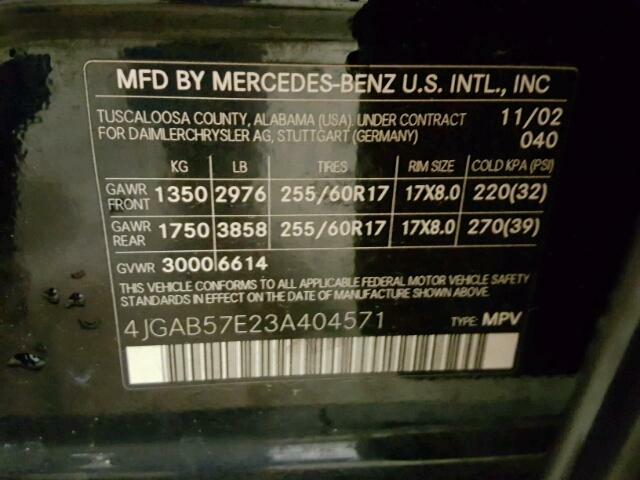 MFD BY MERCEDES-BENZ U.S. INTL., INC
TUSCALOOSA COUNTY, ALABAMA (USA). UNDER CONTRACT 11/02
FOR DAIMLERCHRYSLER AG, STUTTGART (GERMANY) 040
KG LB TIRES RIM SIZE COLD KPA (PSI)
GAWR FRONT 1350 2976 255/60R17 17X8.0 220(32)
GAWR REAR 1750 3858 255/60R17 17X8.0 270(39)
GVWR 3000 6614
THIS VEHICLE CONFORMS TO ALL APPLICABLE FEDERAL MOTOR VEHICLE SAFETY
STANDARDS IN EFFECT ON THE DATE OF MANUFACTURE SHOWN ABOVE.
4JGAB57E23A404571 TYPE: MPV